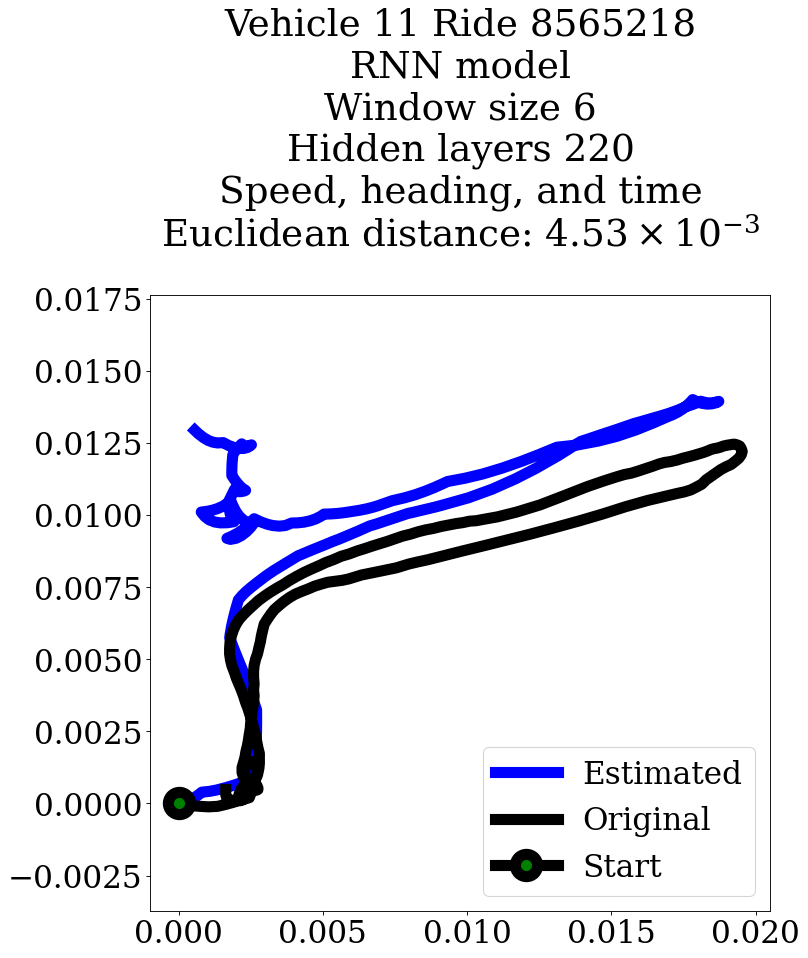 Vehicle 11 Ride 8565218
RNN model
Window size 6
Hidden layers 220
Speed, heading, and time
Euclidean distance: 4.53 × 10⁻³
0.0175
0.0150
0.0125
0.0100
0.0075
0.0050
0.0025
0.0000
−0.0025
Estimated
Original
Start
0.000 0.005 0.010 0.015 0.020